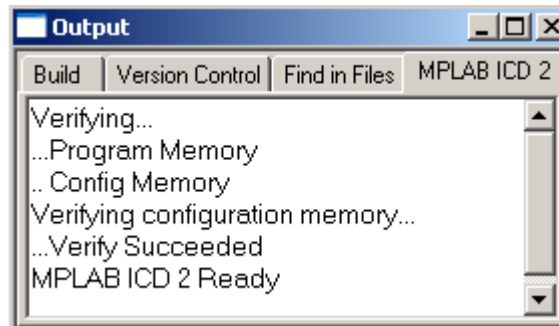 Output
Build Version Control Find in Files MPLAB ICD 2
Verifying...
...Program Memory
.. Config Memory
Verifying configuration memory...
...Verify Succeeded
MPLAB ICD 2 Ready